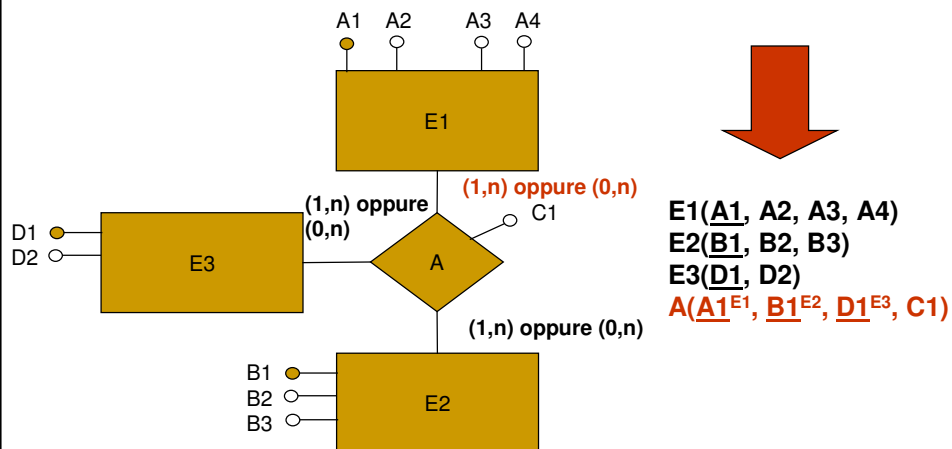 A1 A2 A3 A4
E1
(1,n) oppure (0,n)
(1,n) oppure
(0,n)
C1
D1
D2
E3
A
(1,n) oppure (0,n)
B1
B2
B3
E2
E1(A1, A2, A3, A4)
E2(B1, B2, B3)
E3(D1, D2)
A(A1E1, B1E2, D1E3, C1)